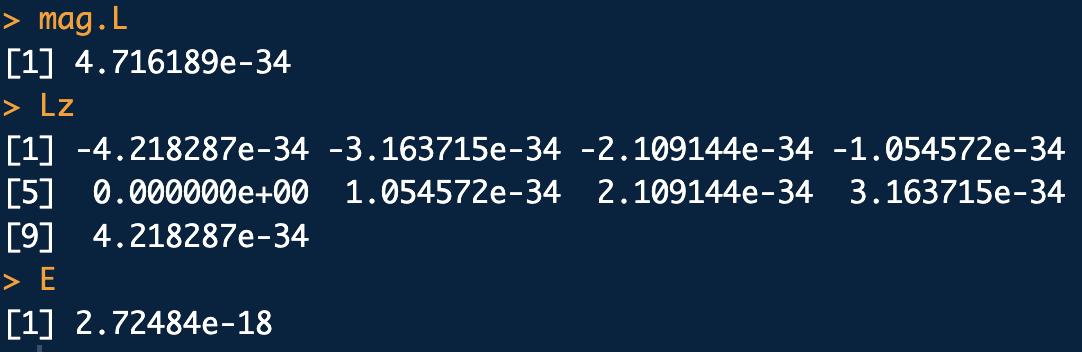 > mag.L
[1] 4.716189e-34
> Lz
[1] -4.218287e-34 -3.163715e-34 -2.109144e-34 -1.054572e-34
[5]  0.000000e+00  1.054572e-34  2.109144e-34  3.163715e-34
[9]  4.218287e-34
> E
[1] 2.72484e-18